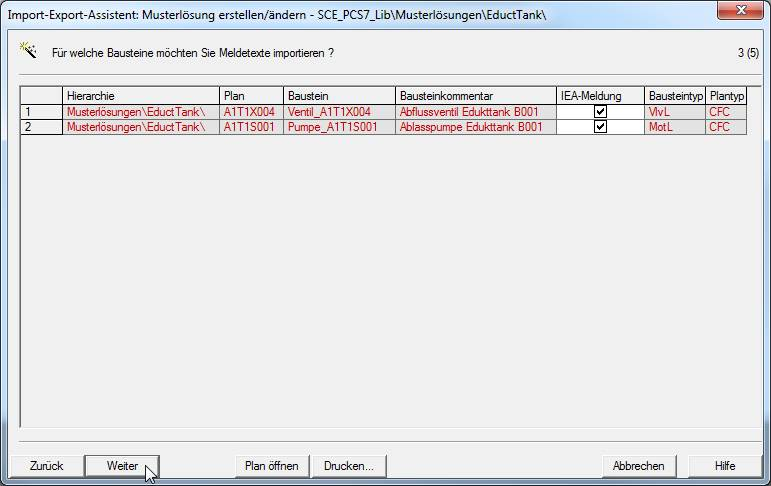 Import-Export-Assistent: Musterlösung erstellen/ändern - SCE_PCS7_Lib\Musterlösungen\EductTank\
Für welche Bausteine möchten Sie Meldetexte importieren ?
3 (5)
Hierarchie Plan Baustein Bausteinkommentar IEA-Meldung Bausteintyp Plantyp
1 Musterlösungen\EductTank\ A1T1X004 Ventil_A1T1X004 Abflussventil Edukttank B001 VlvL CFC
2 Musterlösungen\EductTank\ A1T1S001 Pumpe_A1T1S001 Ablasspumpe Edukttank B001 MotL CFC
Zurück Weiter Plan öffnen Drucken... Abbrechen Hilfe